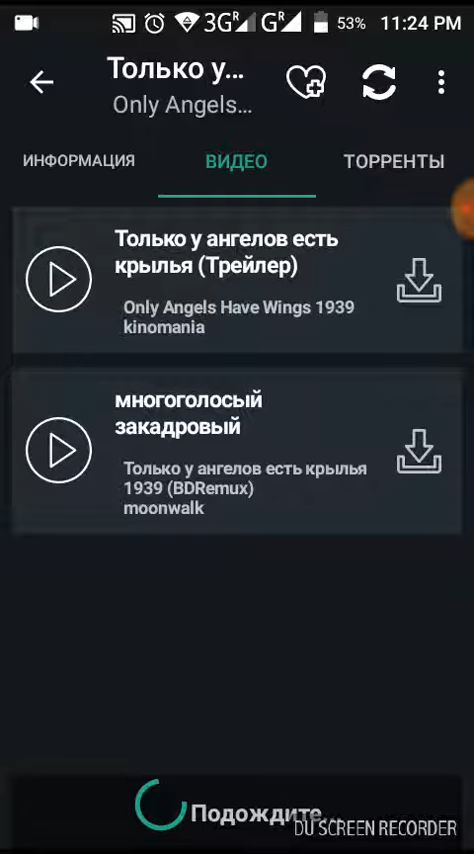 3G R G R 53% 11:24 PM
Только у...
Only Angels...
ИНФОРМАЦИЯ ВИДЕО ТОРРЕНТЫ
Только у ангелов есть
крылья (Трейлер)
Only Angels Have Wings 1939
kinomania
многоголосый
закадровый
Только у ангелов есть крылья
1939 (BDRemux)
moonwalk
Подождите...
DU SCREEN RECORDER